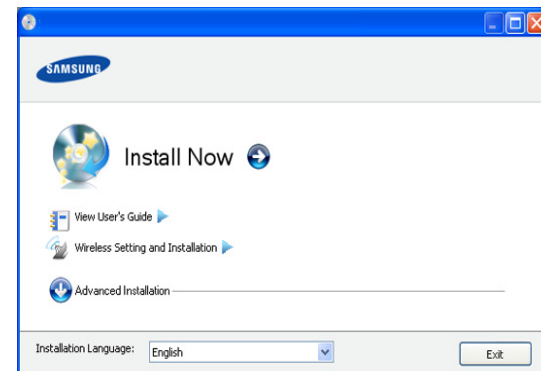 SAMSUNG
Install Now
View User's Guide
Wireless Setting and Installation
Advanced Installation
Installation Language: English Exit